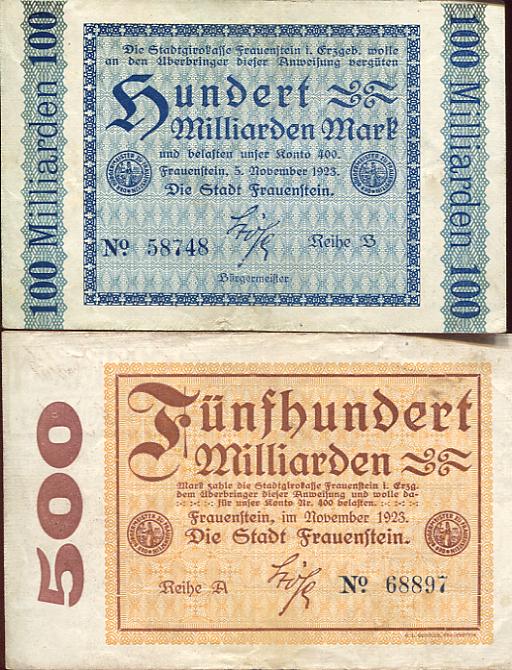 100 Milliarden 100
Die Stadtgirokasse Frauenstein i. Erzgeb. wolle
an den Überbringer dieser Anweisung vergüten
Hundert
Milliarden Mark
und belasten unser Konto 400.
Frauenstein, 5. November 1923.
Die Stadt Frauenstein.
No 58748
Reihe B
Bürgermeister
100 Milliarden 100
500
Fünfhundert
Milliarden
Mark zahle die Stadtgirokasse Frauenstein i. Erzg.
dem Überbringer dieser Anweisung und wolle da-
für unser Konto Nr. 400 belasten.
Frauenstein, im November 1923.
Die Stadt Frauenstein.
Reihe A
No 68897